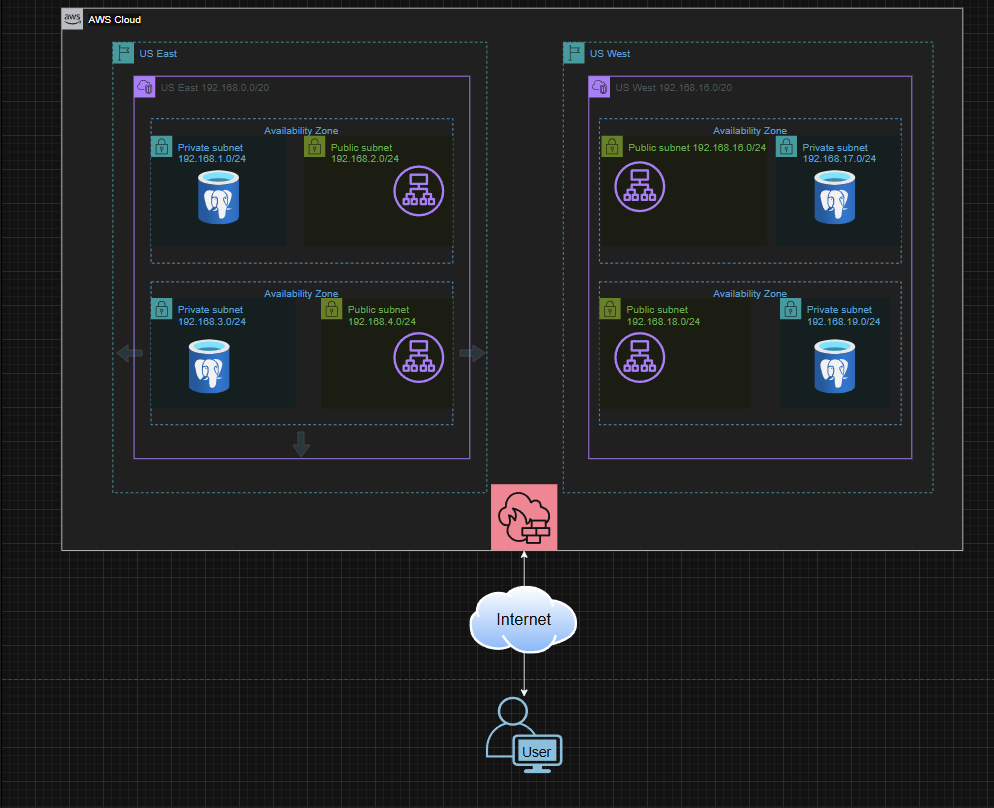 aws
AWS Cloud
US East
US East 192.168.0.0/20
Availability Zone
Private subnet
192.168.1.0/24
Public subnet
192.168.2.0/24
Availability Zone
Private subnet
192.168.3.0/24
Public subnet
192.168.4.0/24
US West
US West 192.168.16.0/20
Availability Zone
Public subnet 192.168.16.0/24
Private subnet
192.168.17.0/24
Availability Zone
Public subnet
192.168.18.0/24
Private subnet
192.168.19.0/24
Internet
User